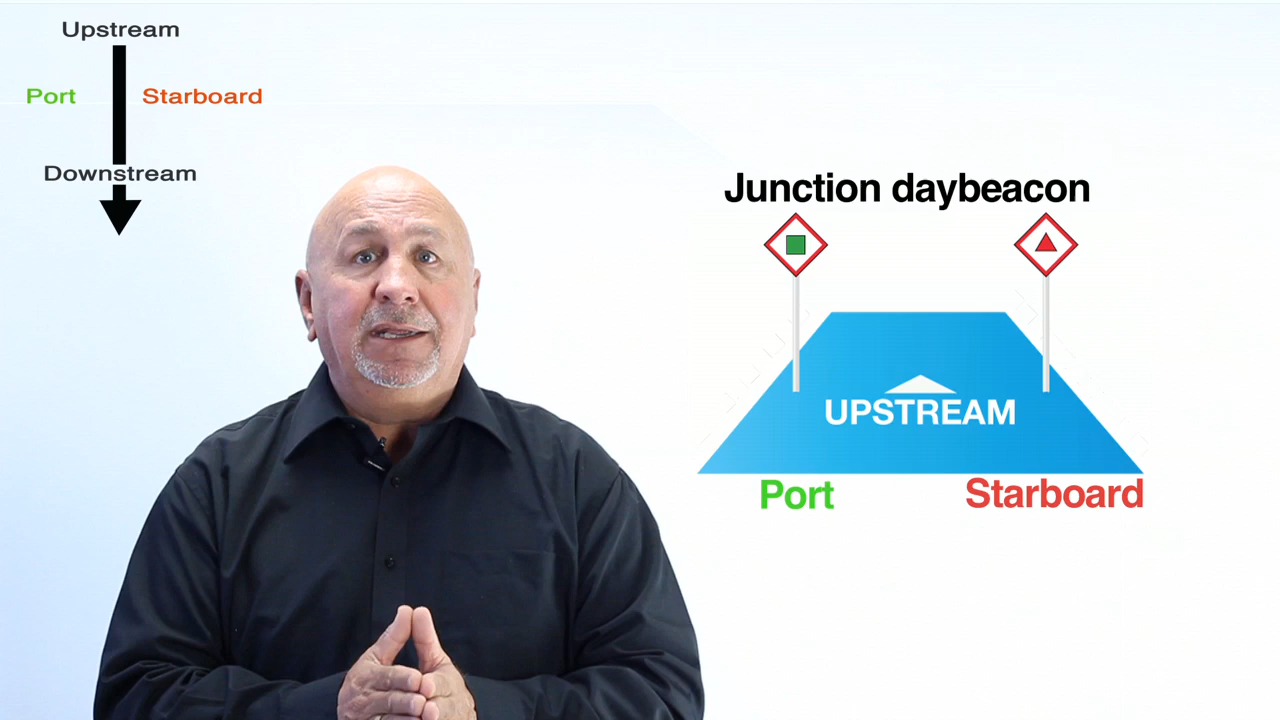 Upstream
Port Starboard
Downstream
Junction daybeacon
UPSTREAM
Port Starboard